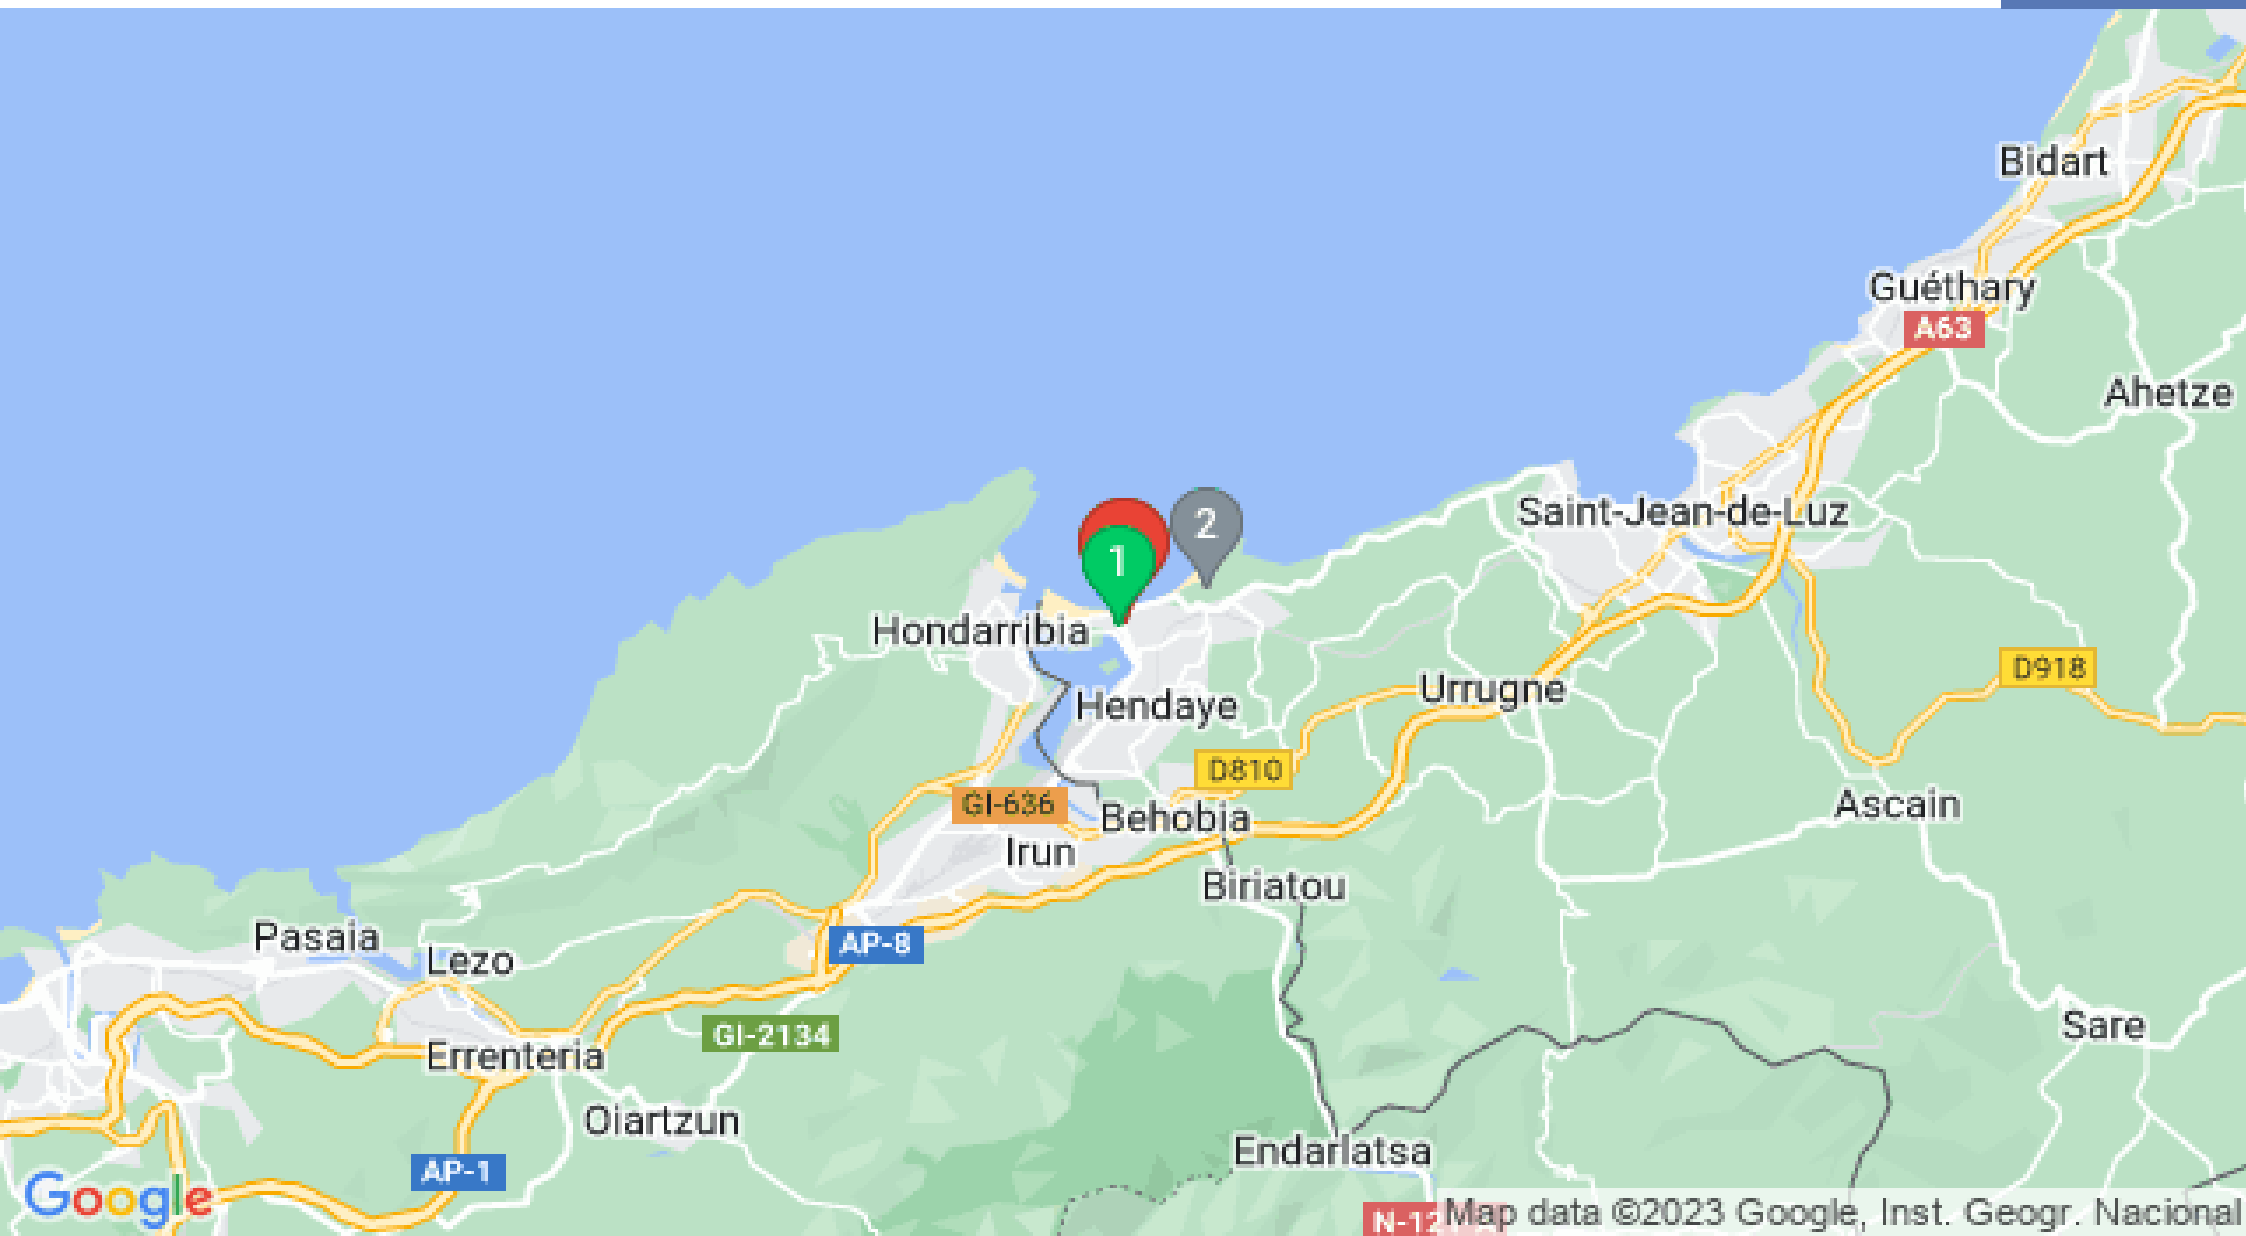 Bidart
Guéthary
A63
Ahetze
2
Saint-Jean-de-Luz
1
Hondarribia
D918
Urrugne
Hendaye
D810
GI-636
Ascain
Behobia
Irun
Biriatou
Pasaia
AP-8
Lezo
Sare
GI-2134
Errenteria
Oiartzun
Endarlatsa
AP-1
Google
Map data ©2023 Google, Inst. Geogr. Nacional